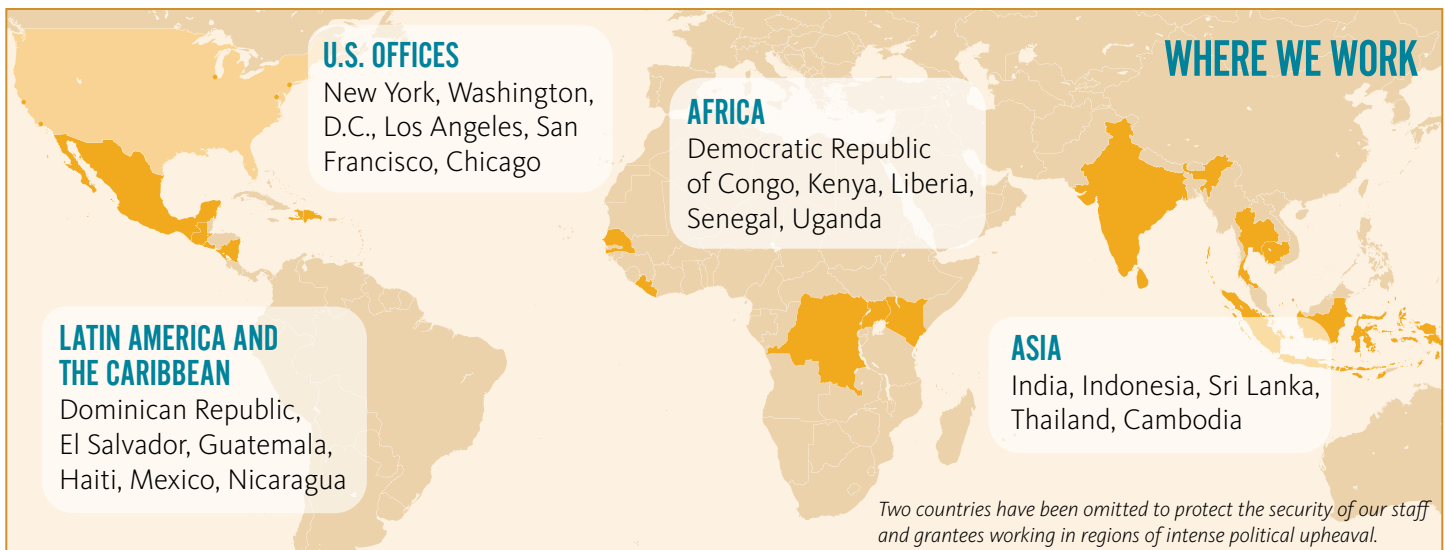 WHERE WE WORK
U.S. OFFICES
New York, Washington,
D.C., Los Angeles, San
Francisco, Chicago
AFRICA
Democratic Republic
of Congo, Kenya, Liberia,
Senegal, Uganda
LATIN AMERICA AND
THE CARIBBEAN
Dominican Republic,
El Salvador, Guatemala,
Haiti, Mexico, Nicaragua
ASIA
India, Indonesia, Sri Lanka,
Thailand, Cambodia
Two countries have been omitted to protect the security of our staff
and grantees working in regions of intense political upheaval.